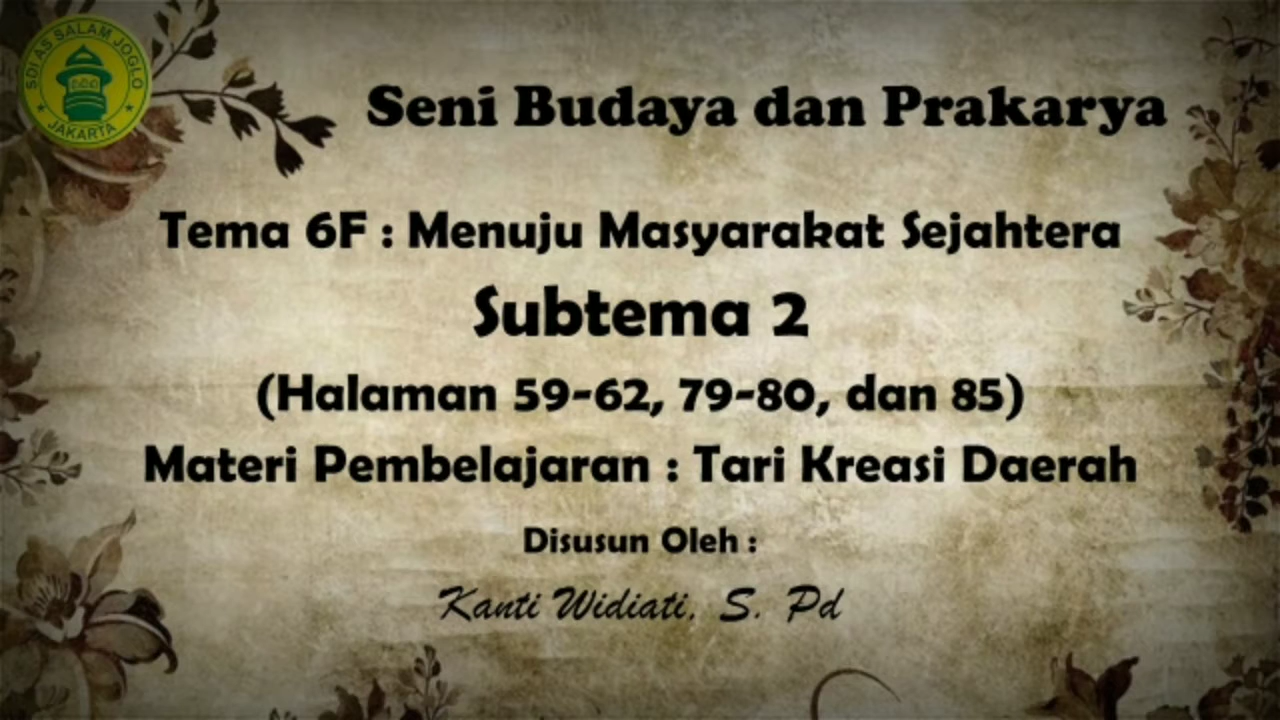 SDI AS SALAM JOGLO
JAKARTA
Seni Budaya dan Prakarya
Tema 6F : Menuju Masyarakat Sejahtera
Subtema 2
(Halaman 59-62, 79-80, dan 85)
Materi Pembelajaran : Tari Kreasi Daerah
Disusun Oleh :
Kanti Widiati, S. Pd